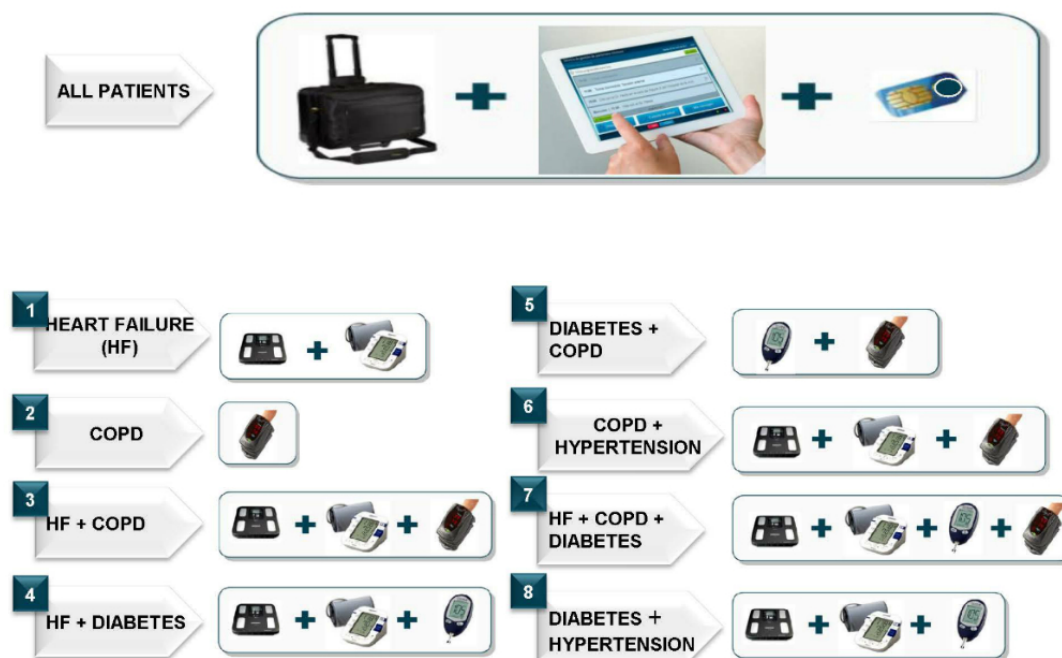 ALL PATIENTS
1
HEART FAILURE
(HF)
2
COPD
3
HF + COPD
4
HF + DIABETES
5
DIABETES +
COPD
6
COPD +
HYPERTENSION
7
HF + COPD +
DIABETES
8
DIABETES +
HYPERTENSION